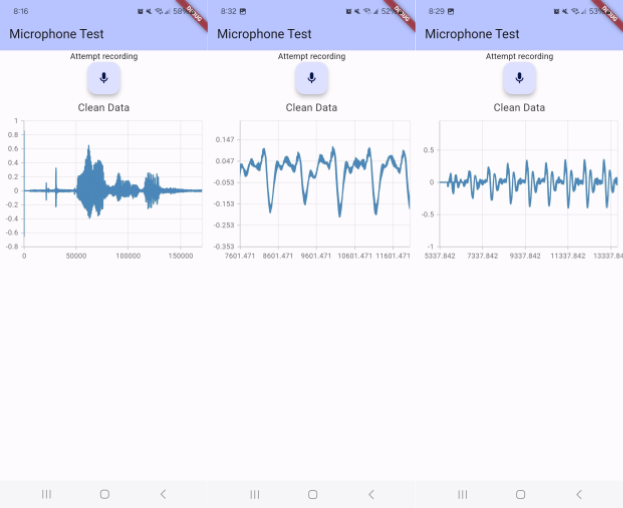 8:16 58%
DEBUG
Microphone Test
Attempt recording
Clean Data
1
0.8
0.6
0.4
0.2
0
-0.2
-0.4
-0.6
-0.8
0 50000 100000 150000
8:32 52%
DEBUG
Microphone Test
Attempt recording
Clean Data
0.147
0.047
-0.053
-0.153
-0.253
-0.353
7601.471 8601.471 9601.471 10601.471 11601.471
8:29 53%
DEBUG
Microphone Test
Attempt recording
Clean Data
0.5
0
-0.5
-1
5337.842 7337.842 9337.842 11337.842 13337.84